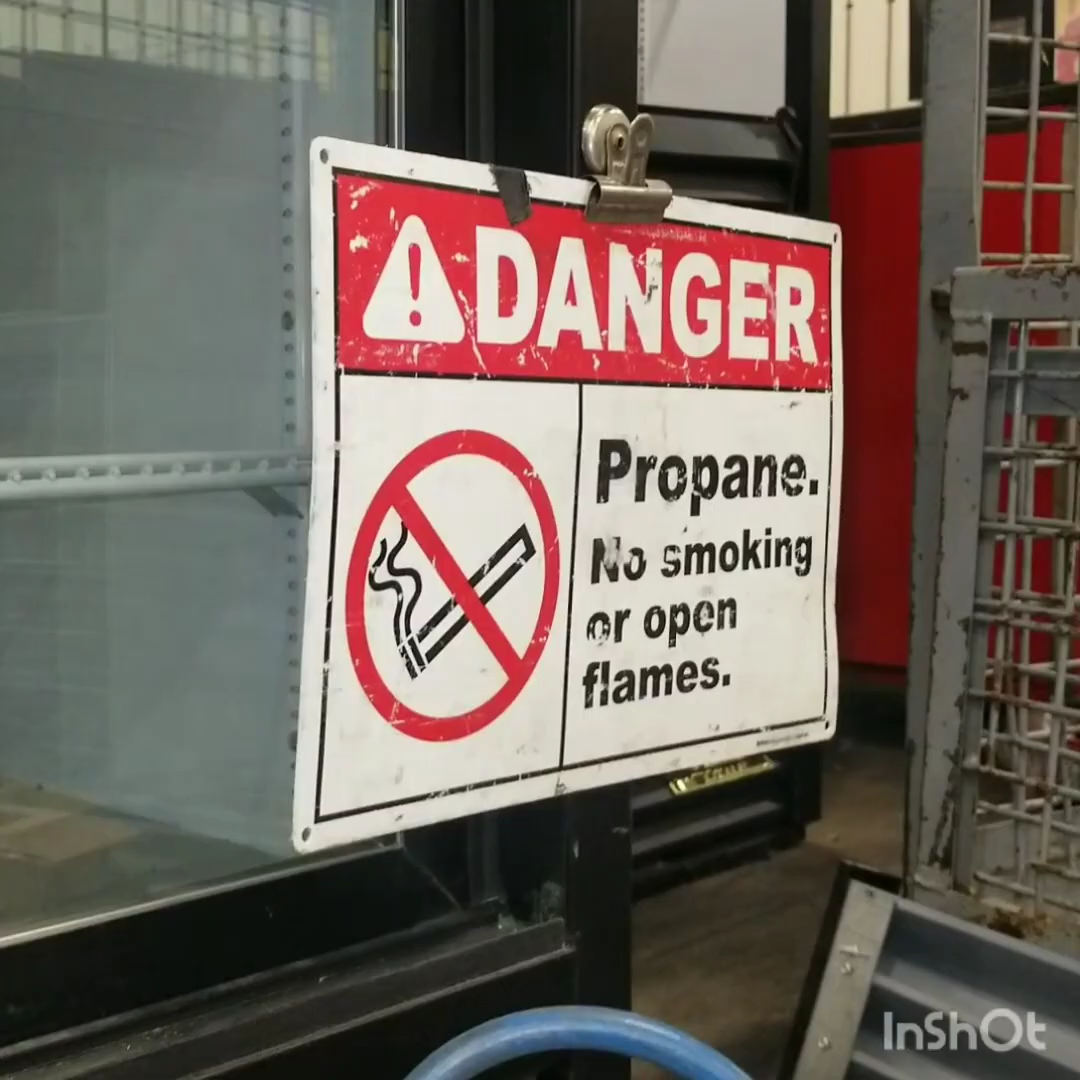 DANGER
Propane.
No smoking
or open
flames.
InShOt